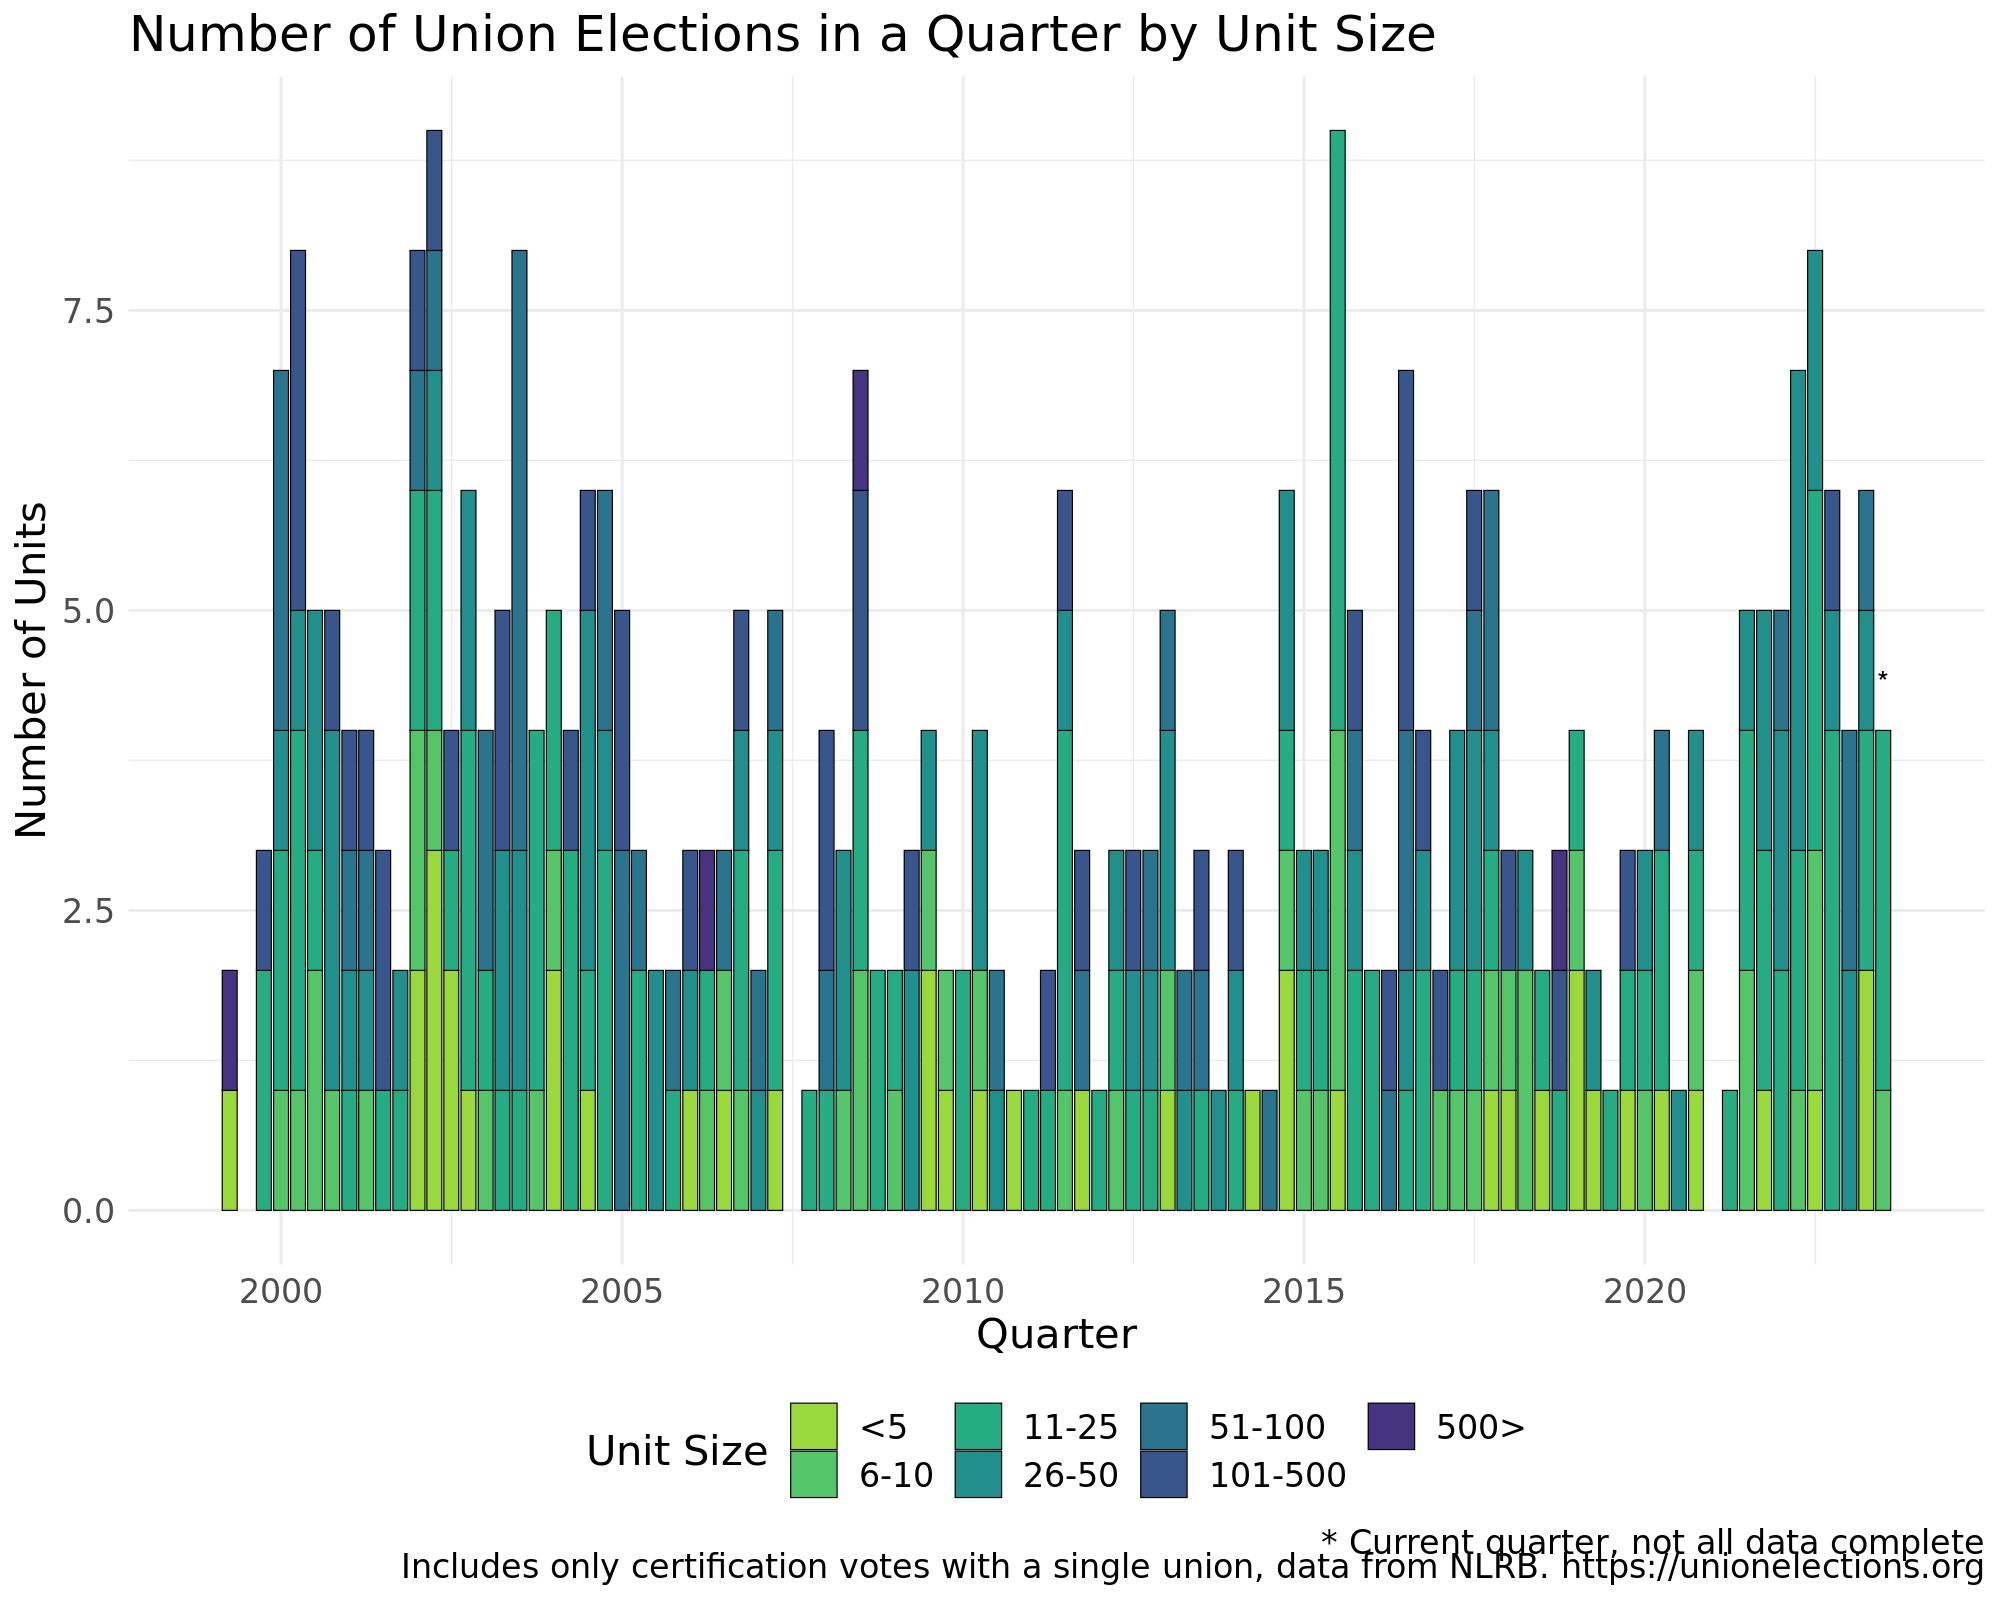 Number of Union Elections in a Quarter by Unit Size
Number of Units
7.5
5.0
2.5
0.0
*
2000 2005 2010 2015 2020
Quarter
Unit Size
<5 11-25 51-100 500>
6-10 26-50 101-500
* Current quarter, not all data complete
Includes only certification votes with a single union, data from NLRB. https://unionelections.org